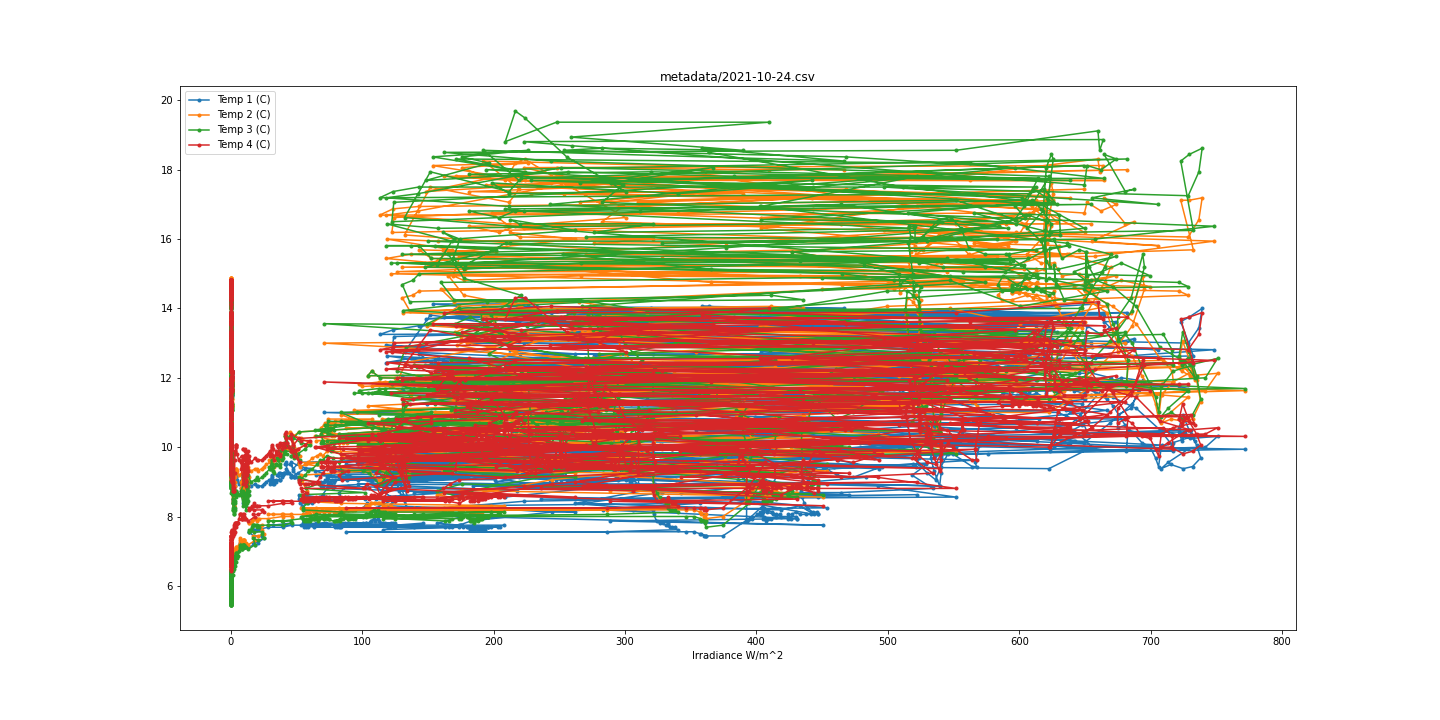 metadata/2021-10-24.csv
Temp 1 (C)
Temp 2 (C)
Temp 3 (C)
Temp 4 (C)
20
18
16
14
12
10
8
6
0 100 200 300 400 500 600 700 800
Irradiance W/m^2